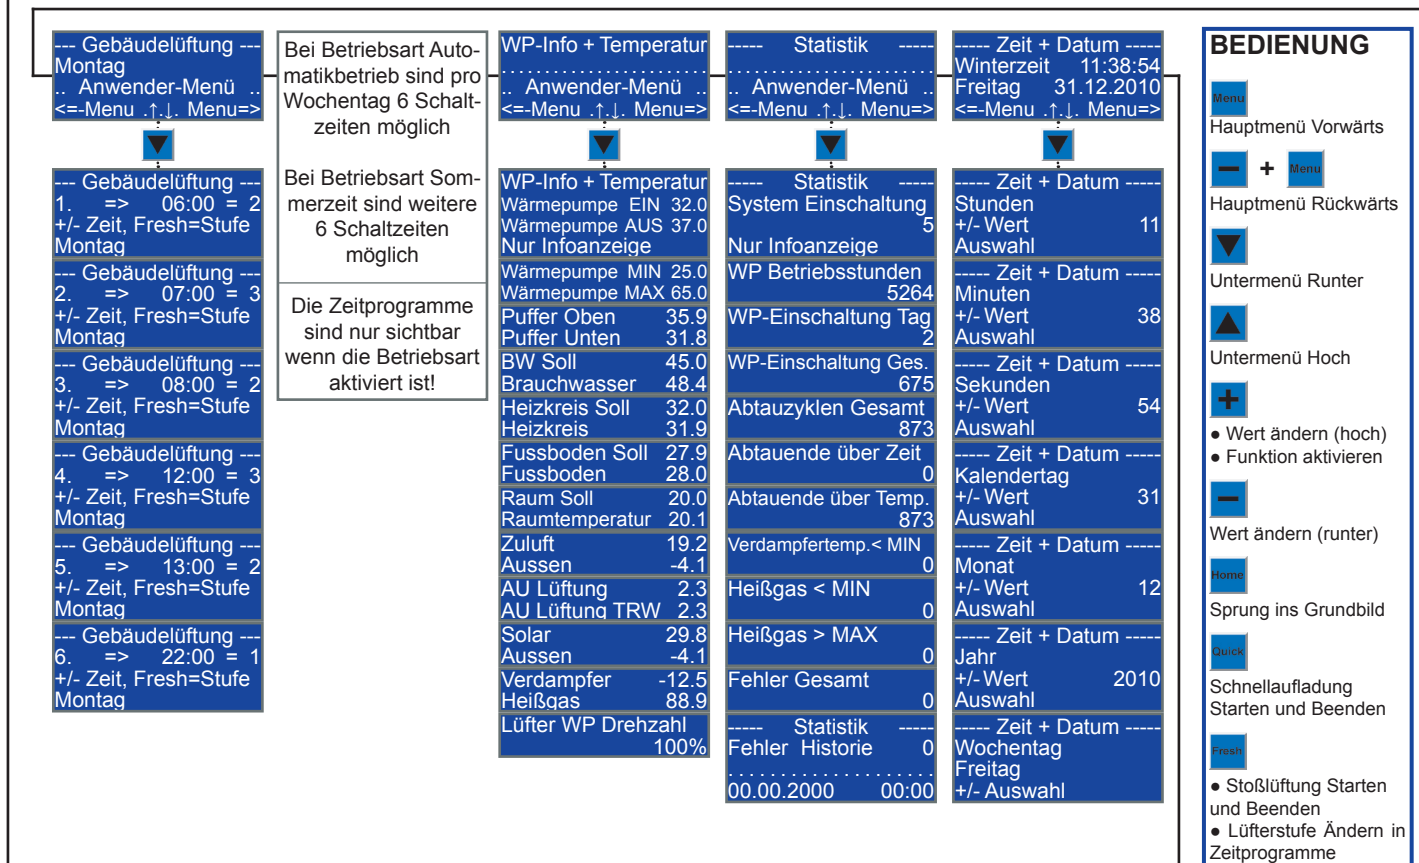 --- Gebäudelüftung ---
Montag
.. Anwender-Menü ..
<=-Menu .↑.↓. Menu=>
--- Gebäudelüftung ---
1. => 06:00 = 2
+/- Zeit, Fresh=Stufe
Montag
--- Gebäudelüftung ---
2. => 07:00 = 3
+/- Zeit, Fresh=Stufe
Montag
--- Gebäudelüftung ---
3. => 08:00 = 2
+/- Zeit, Fresh=Stufe
Montag
--- Gebäudelüftung ---
4. => 12:00 = 3
+/- Zeit, Fresh=Stufe
Montag
--- Gebäudelüftung ---
5. => 13:00 = 2
+/- Zeit, Fresh=Stufe
Montag
--- Gebäudelüftung ---
6. => 22:00 = 1
+/- Zeit, Fresh=Stufe
Montag
Bei Betriebsart Auto-
matikbetrieb sind pro
Wochentag 6 Schalt-
zeiten möglich
Bei Betriebsart Som-
merzeit sind weitere
6 Schaltzeiten
möglich
Die Zeitprogramme
sind nur sichtbar
wenn die Betriebsart
aktiviert ist!
WP-Info + Temperatur
. . . . . . . . . . . . . . . . . . . .
.. Anwender-Menü ..
<=-Menu .↑.↓. Menu=>
WP-Info + Temperatur
Wärmepumpe EIN 32.0
Wärmepumpe AUS 37.0
Nur Infoanzeige
Wärmepumpe MIN 25.0
Wärmepumpe MAX 65.0
Puffer Oben 35.9
Puffer Unten 31.8
BW Soll 45.0
Brauchwasser 48.4
Heizkreis Soll 32.0
Heizkreis 31.9
Fussboden Soll 27.9
Fussboden 28.0
Raum Soll 20.0
Raumtemperatur 20.1
Zuluft 19.2
Aussen -4.1
AU Lüftung 2.3
AU Lüftung TRW 2.3
Solar 29.8
Aussen -4.1
Verdampfer -12.5
Heißgas 88.9
Lüfter WP Drehzahl
100%
----- Statistik -----
. . . . . . . . . . . . . . . . . . . .
.. Anwender-Menü ..
<=-Menu .↑.↓. Menu=>
----- Statistik -----
System Einschaltung
5
Nur Infoanzeige
WP Betriebsstunden
5264
WP-Einschaltung Tag
2
WP-Einschaltung Ges.
675
Abtauzyklen Gesamt
873
Abtauende über Zeit
0
Abtauende über Temp.
873
Verdampfertemp.< MIN
0
Heißgas < MIN
0
Heißgas > MAX
0
Fehler Gesamt
0
----- Statistik -----
Fehler Historie 0
. . . . . . . . . . . . . . . . . . . .
00.00.2000 00:00
----- Zeit + Datum -----
Winterzeit 11:38:54
Freitag 31.12.2010
<=-Menu .↑.↓. Menu=>
----- Zeit + Datum -----
Stunden
+/- Wert 11
Auswahl
----- Zeit + Datum -----
Minuten
+/- Wert 38
Auswahl
----- Zeit + Datum -----
Sekunden
+/- Wert 54
Auswahl
----- Zeit + Datum -----
Kalendertag
+/- Wert 31
Auswahl
----- Zeit + Datum -----
Monat
+/- Wert 12
Auswahl
----- Zeit + Datum -----
Jahr
+/- Wert 2010
Auswahl
----- Zeit + Datum -----
Wochentag
Freitag
+/- Auswahl
BEDIENUNG
Menu
Hauptmenü Vorwärts
− + Menu
Hauptmenü Rückwärts
▼
Untermenü Runter
▲
Untermenü Hoch
+
● Wert ändern (hoch)
● Funktion aktivieren
−
Wert ändern (runter)
Home
Sprung ins Grundbild
Quick
Schnellaufladung
Starten und Beenden
Fresh
● Stoßlüftung Starten
und Beenden
● Lüfterstufe Ändern in
Zeitprogramme